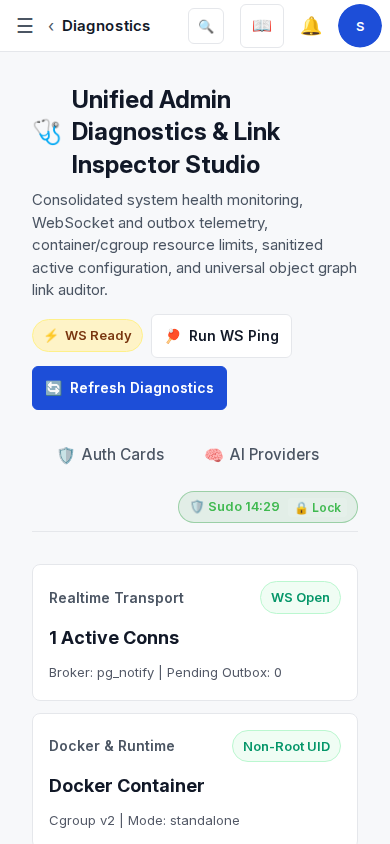 Diagnostics
S
Unified Admin
Diagnostics & Link
Inspector Studio
Consolidated system health monitoring,
WebSocket and outbox telemetry,
container/cgroup resource limits, sanitized
active configuration, and universal object graph
link auditor.
WS Ready
Run WS Ping
Refresh Diagnostics
Auth Cards
AI Providers
Sudo 14:29
Lock
Realtime Transport
WS Open
1 Active Conns
Broker: pg_notify | Pending Outbox: 0
Docker & Runtime
Non-Root UID
Docker Container
Cgroup v2 | Mode: standalone